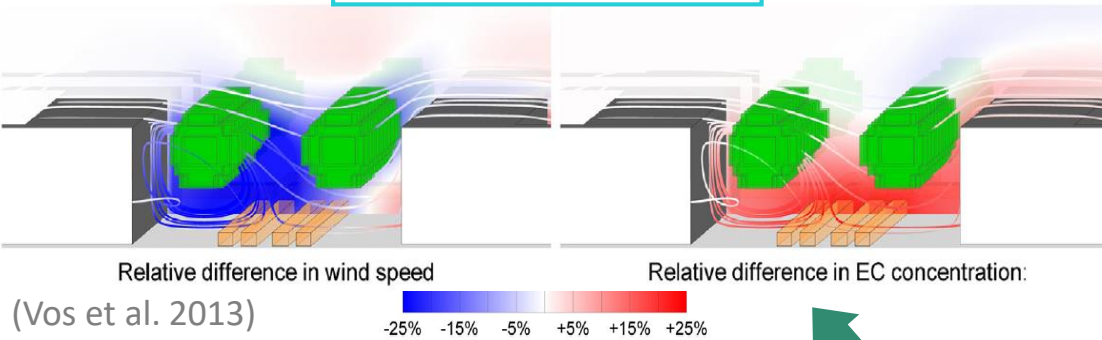 Relative difference in wind speed
Relative difference in EC concentration:
(Vos et al. 2013)
-25% -15% -5% +5% +15% +25%